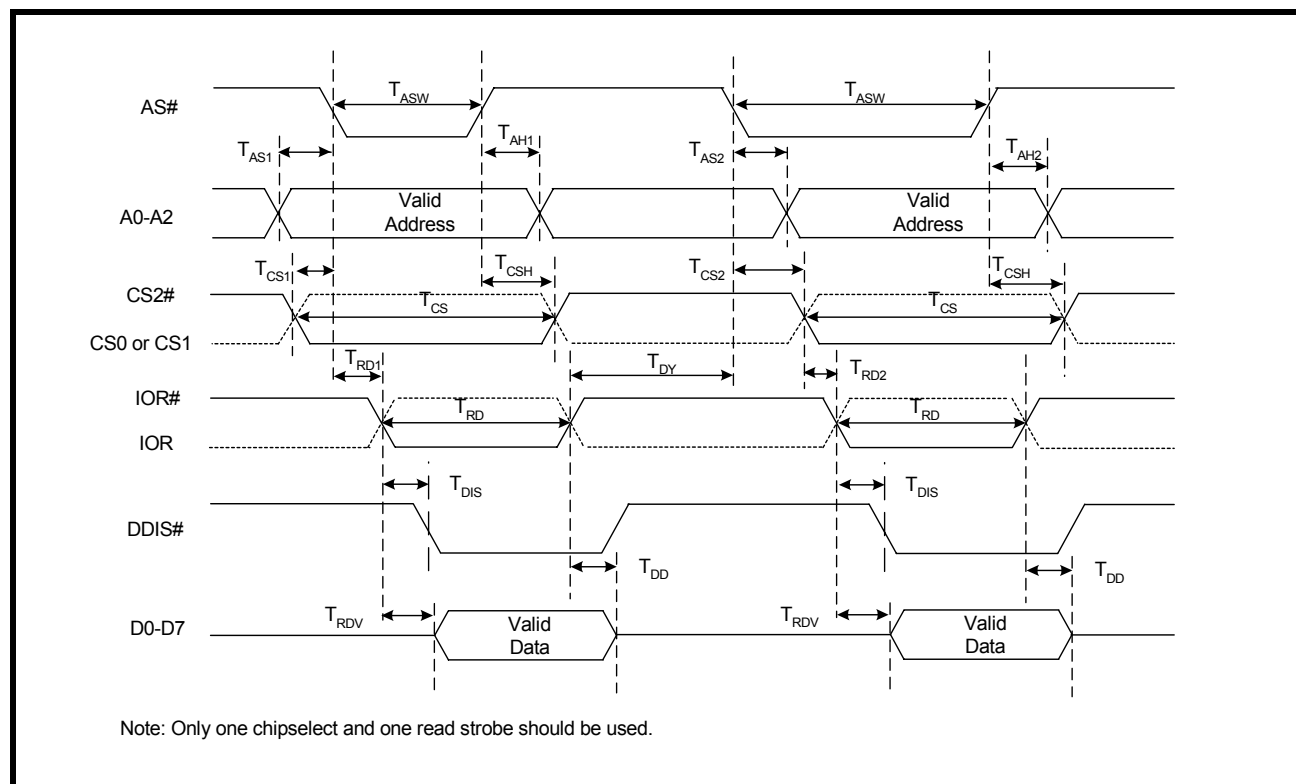 AS#
T_ASW
T_ASW
T_AS1
T_AH1
T_AS2
T_AH2
A0-A2
Valid
Address
Valid
Address
T_CS1
T_CSH
T_CS2
T_CSH
CS2#
T_CS
T_CS
CS0 or CS1
T_RD1
T_DY
T_RD2
IOR#
T_RD
T_RD
IOR
T_DIS
T_DIS
DDIS#
T_DD
T_DD
T_RDV
T_RDV
D0-D7
Valid
Data
Valid
Data
Note: Only one chipselect and one read strobe should be used.